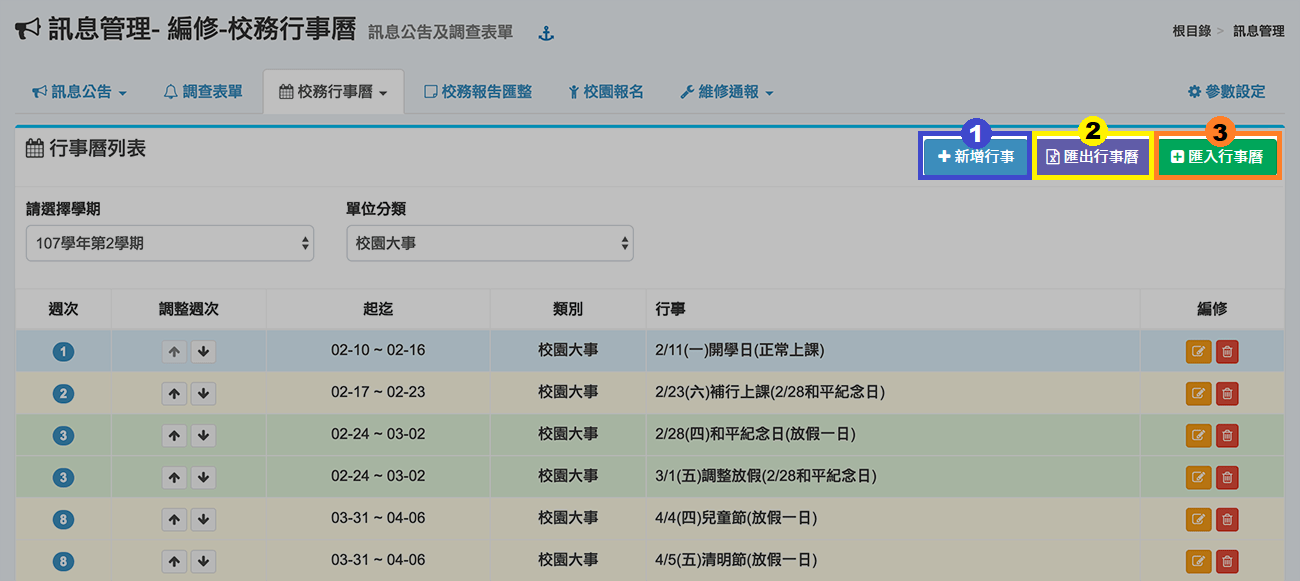 訊息管理- 編修-校務行事曆 訊息公告及調查表單
根目錄 > 訊息管理
訊息公告 調查表單 校務行事曆 校務報告匯整 校園報名 維修通報 參數設定
1 2 3
行事曆列表 新增行事 匯出行事曆 匯入行事曆
請選擇學期 單位分類
107學年第2學期 校園大事
週次 調整週次 起迄 類別 行事 編修
1 02-10 ~ 02-16 校園大事 2/11(一)開學日(正常上課)
2 02-17 ~ 02-23 校園大事 2/23(六)補行上課(2/28和平紀念日)
3 02-24 ~ 03-02 校園大事 2/28(四)和平紀念日(放假一日)
3 02-24 ~ 03-02 校園大事 3/1(五)調整放假(2/28和平紀念日)
8 03-31 ~ 04-06 校園大事 4/4(四)兒童節(放假一日)
8 03-31 ~ 04-06 校園大事 4/5(五)清明節(放假一日)